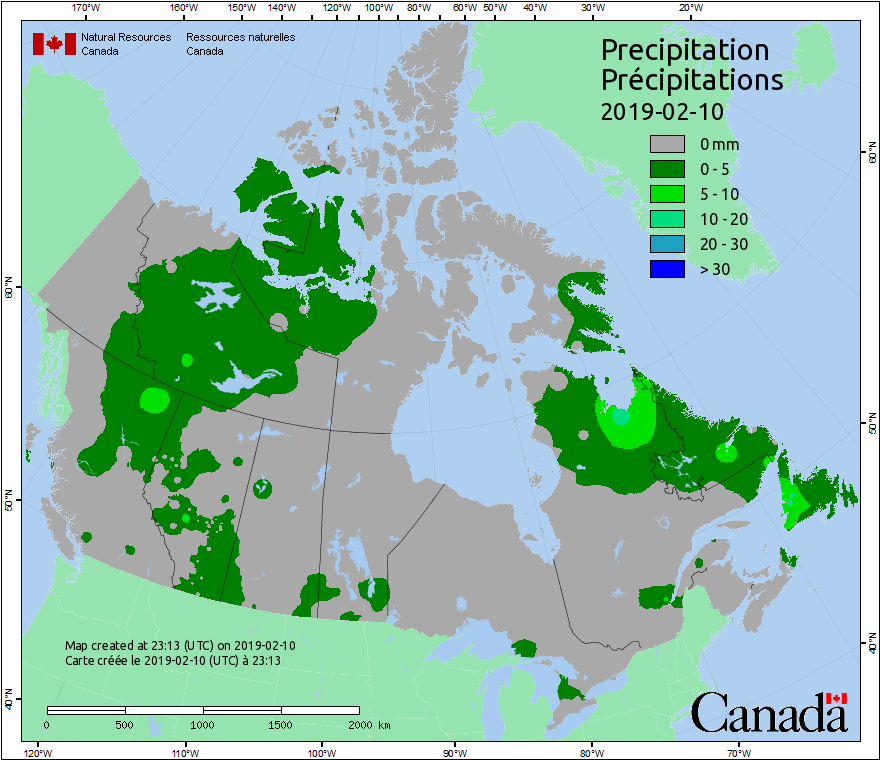 170°W 160°W 150°W 140°W 130°W 120°W 110°W 100°W 90°W 80°W 60°W 50°W 40°W 30°W 20°W
Natural Resources Canada
Ressources naturelles Canada
Precipitation
Précipitations
2019-02-10
0 mm
0 - 5
5 - 10
10 - 20
20 - 30
> 30
60°N
60°N
50°N
50°N
40°N
40°N
Map created at 23:13 (UTC) on 2019-02-10
Carte créée le 2019-02-10 (UTC) à 23:13
0 500 1000 1500 2000 km
Canada
120°W 110°W 100°W 90°W 80°W 70°W